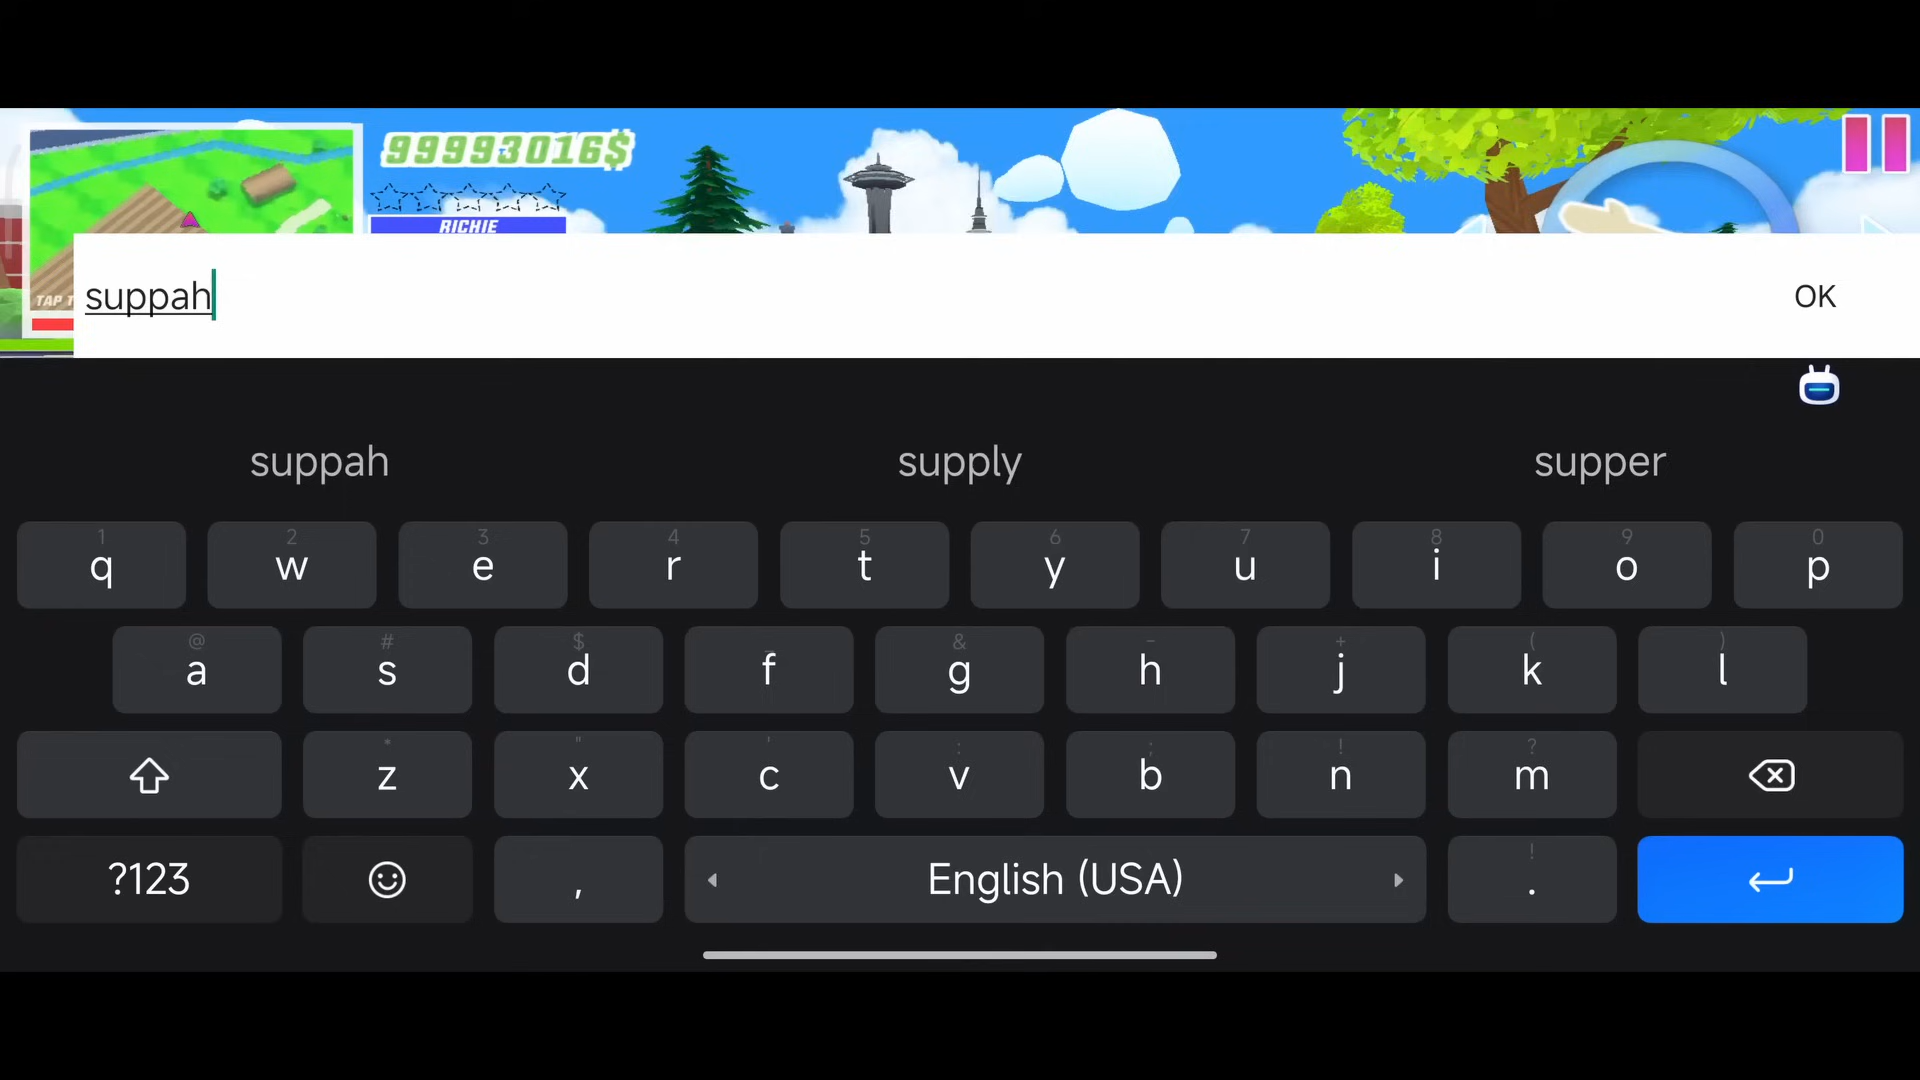 99993016$
RICHIE
TAP T
suppah
OK
suppah supply supper
1 2 3 4 5 6 7 8 9 0
q w e r t y u i o p
@ # $ _ & - + ( )
a s d f g h j k l
* " ' : ; ! ?
z x c v b n m
!
?123 , English (USA) .